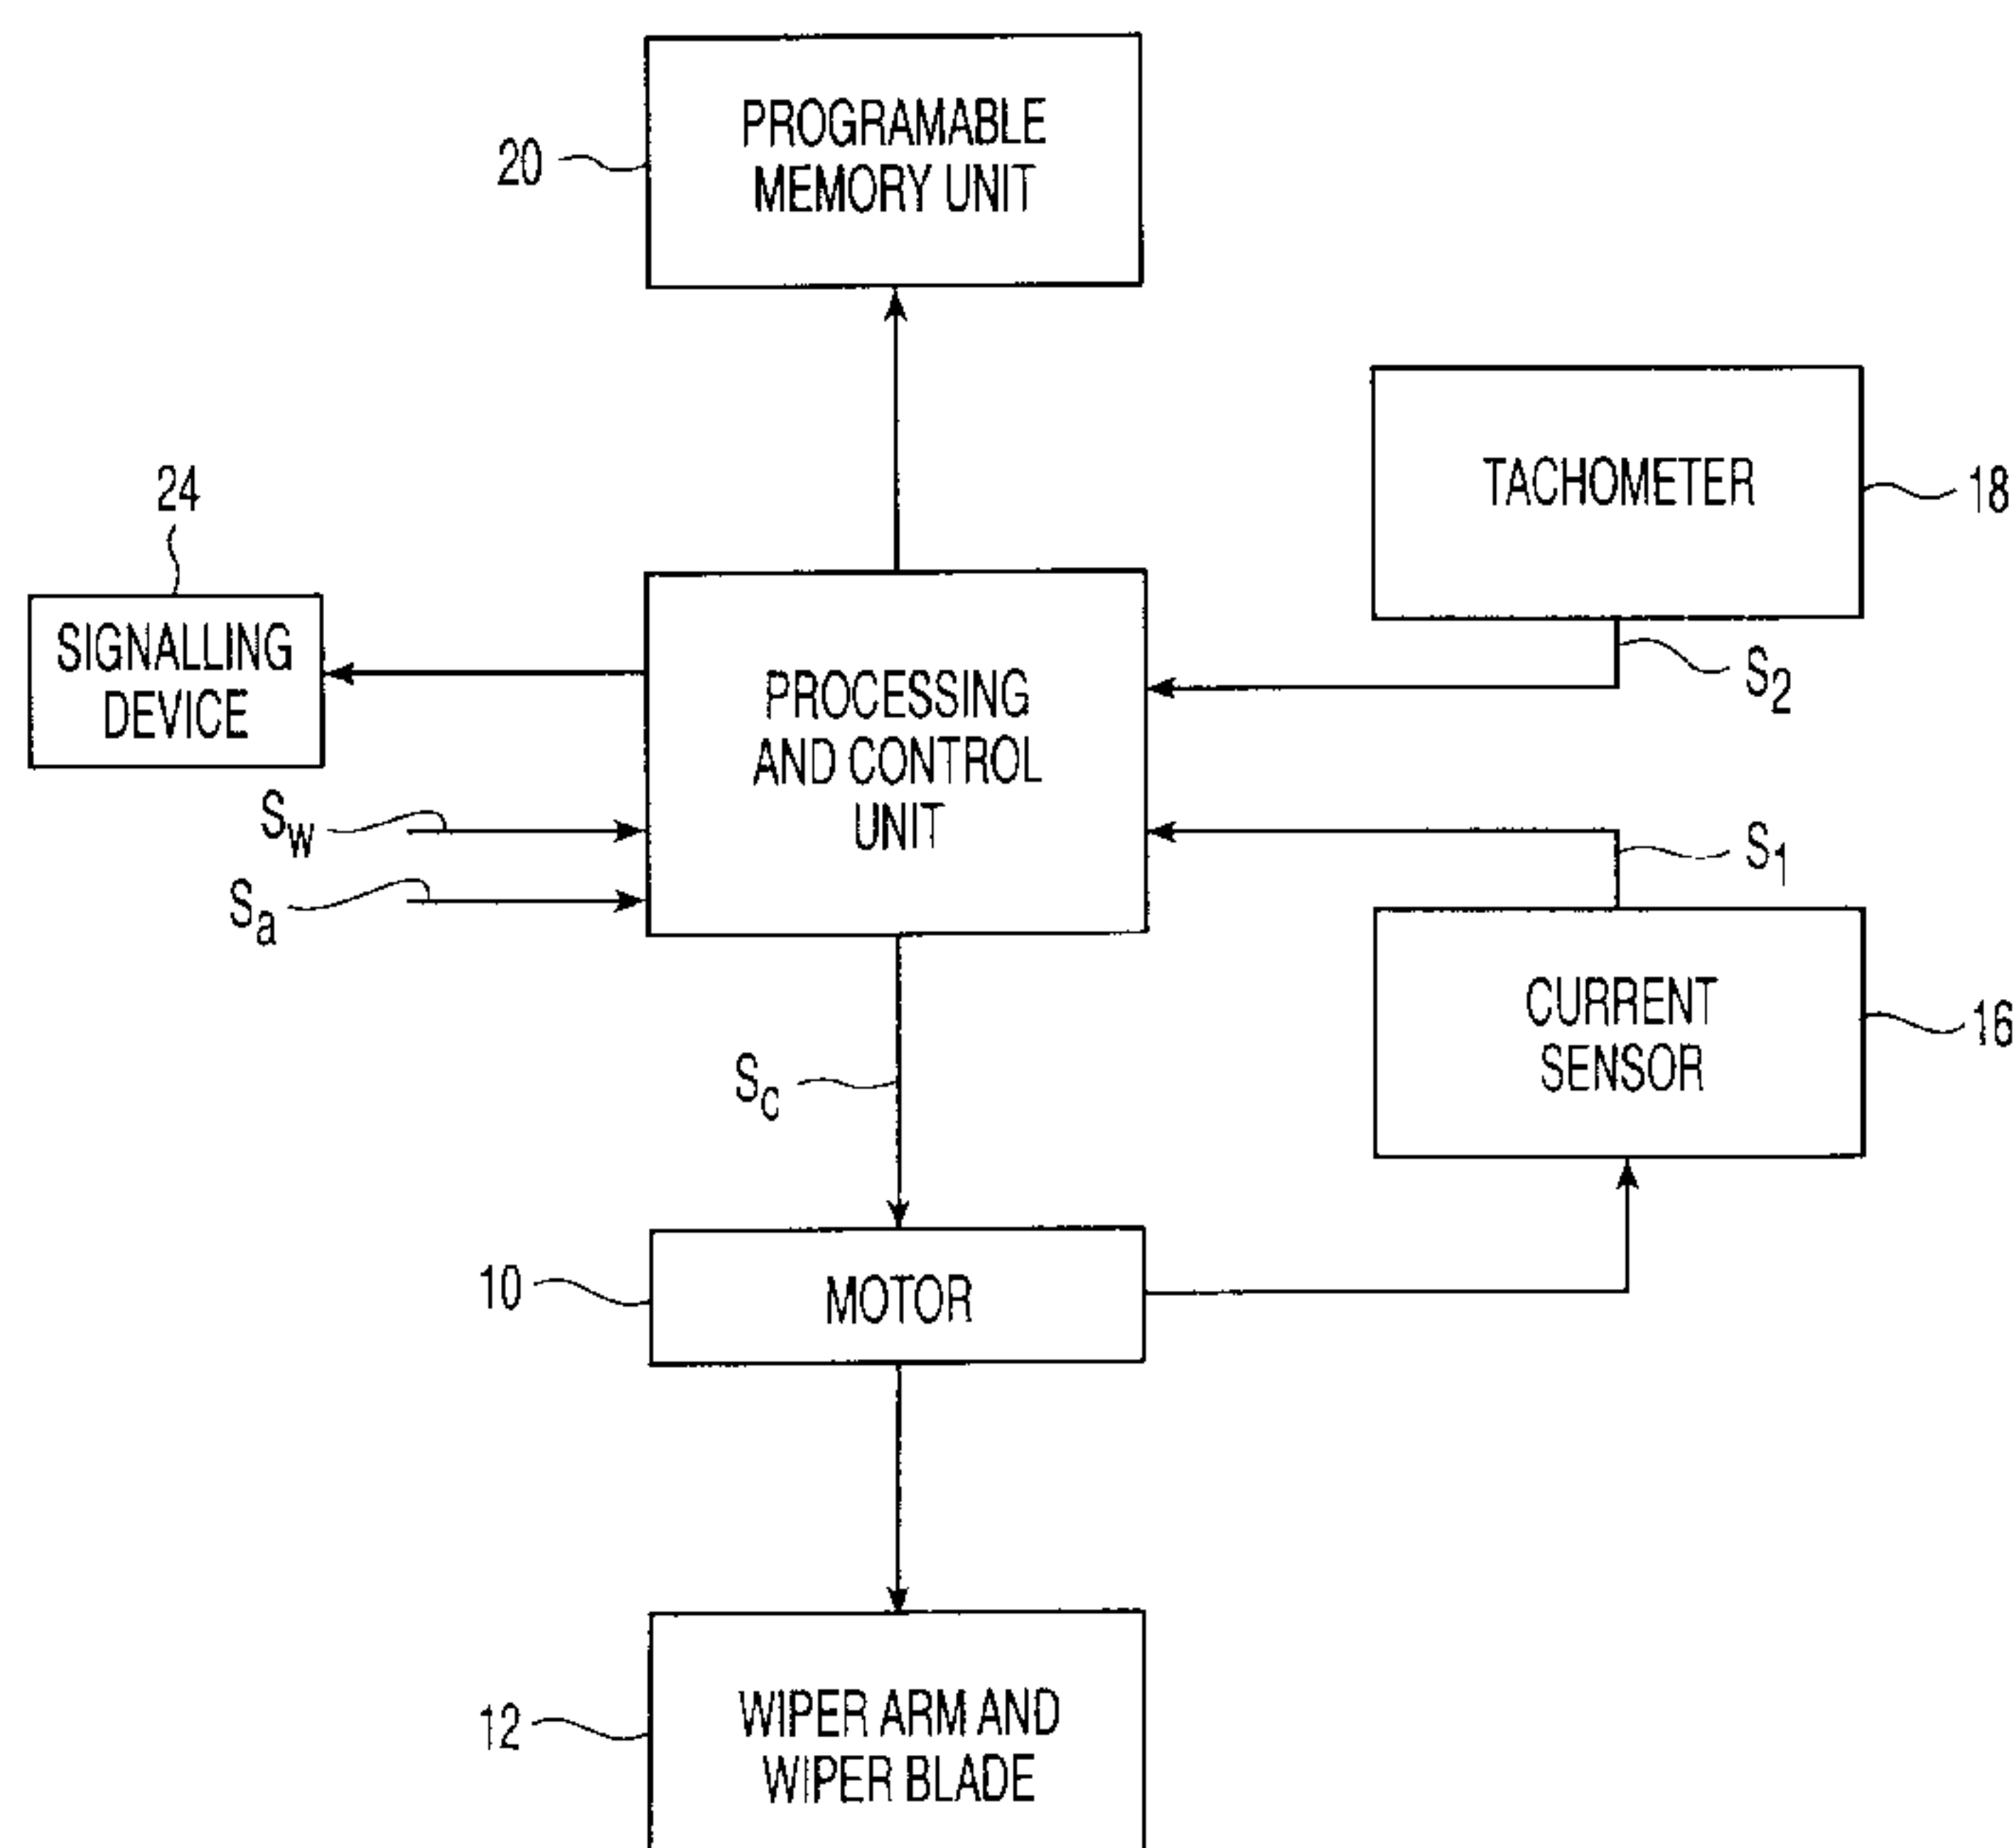 PROGRAMABLE
MEMORY UNIT
20
TACHOMETER
18
24
SIGNALLING
DEVICE
S2
PROCESSING
AND CONTROL
UNIT
Sw
Sa
S1
CURRENT
SENSOR
16
Sc
10
MOTOR
12
WIPER ARM AND
WIPER BLADE